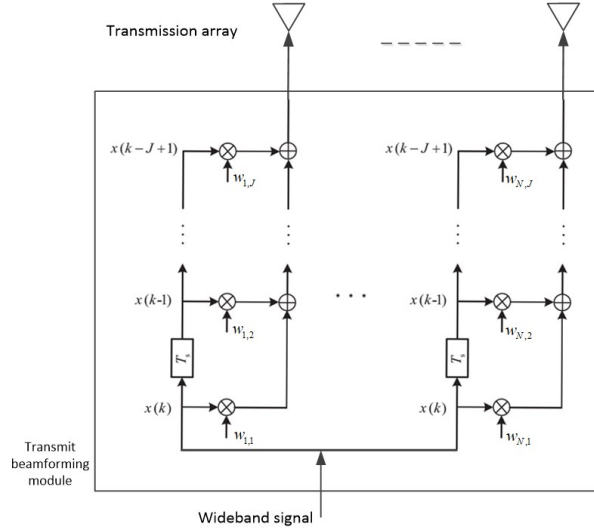 Transmission array
x(k−J+1) x(k−J+1)
w1,J wN,J
x(k-1) x(k-1)
w1,2 wN,2
Ts Ts
x(k) x(k)
w1,1 wN,1
Transmit
beamforming
module
Wideband signal